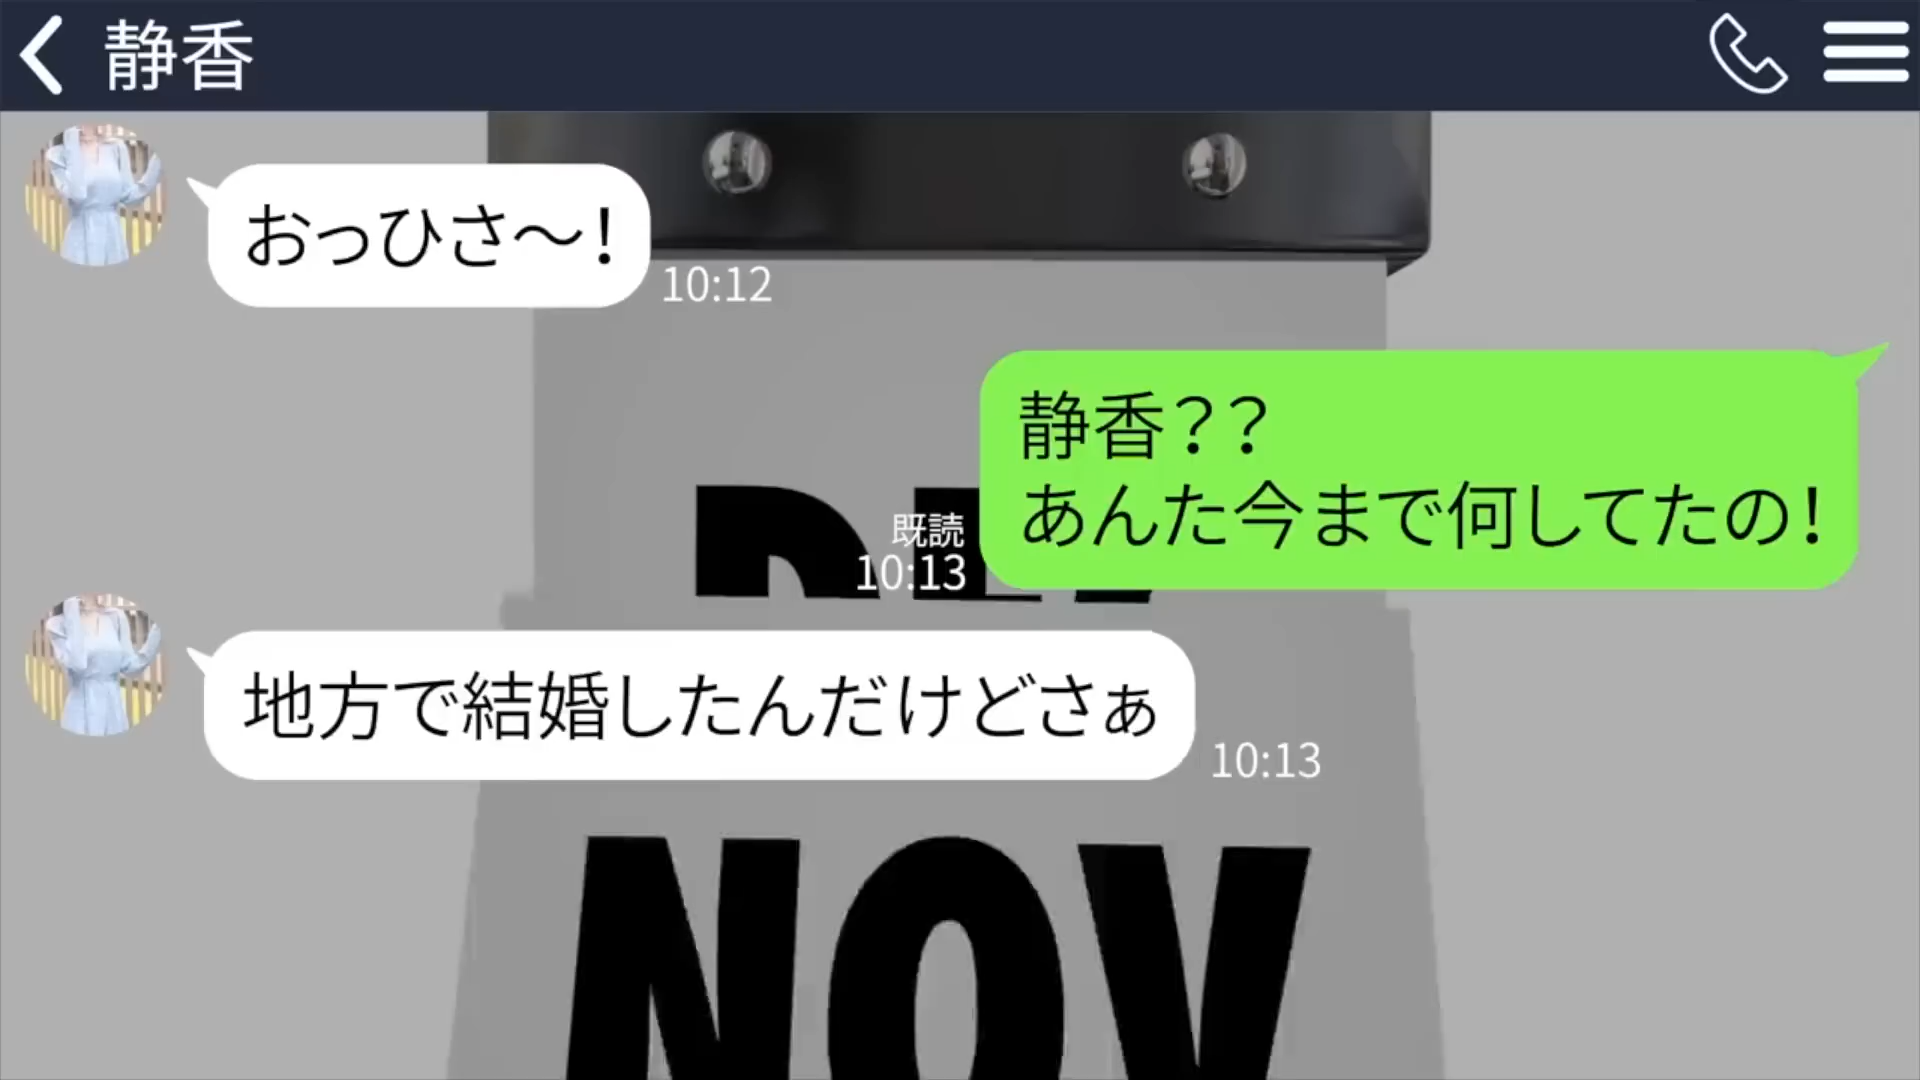 静香
おっひさ～！
10:12
静香？？
あんた今まで何してたの！
既読
10:13
地方で結婚したんだけどさぁ
10:13
NOV